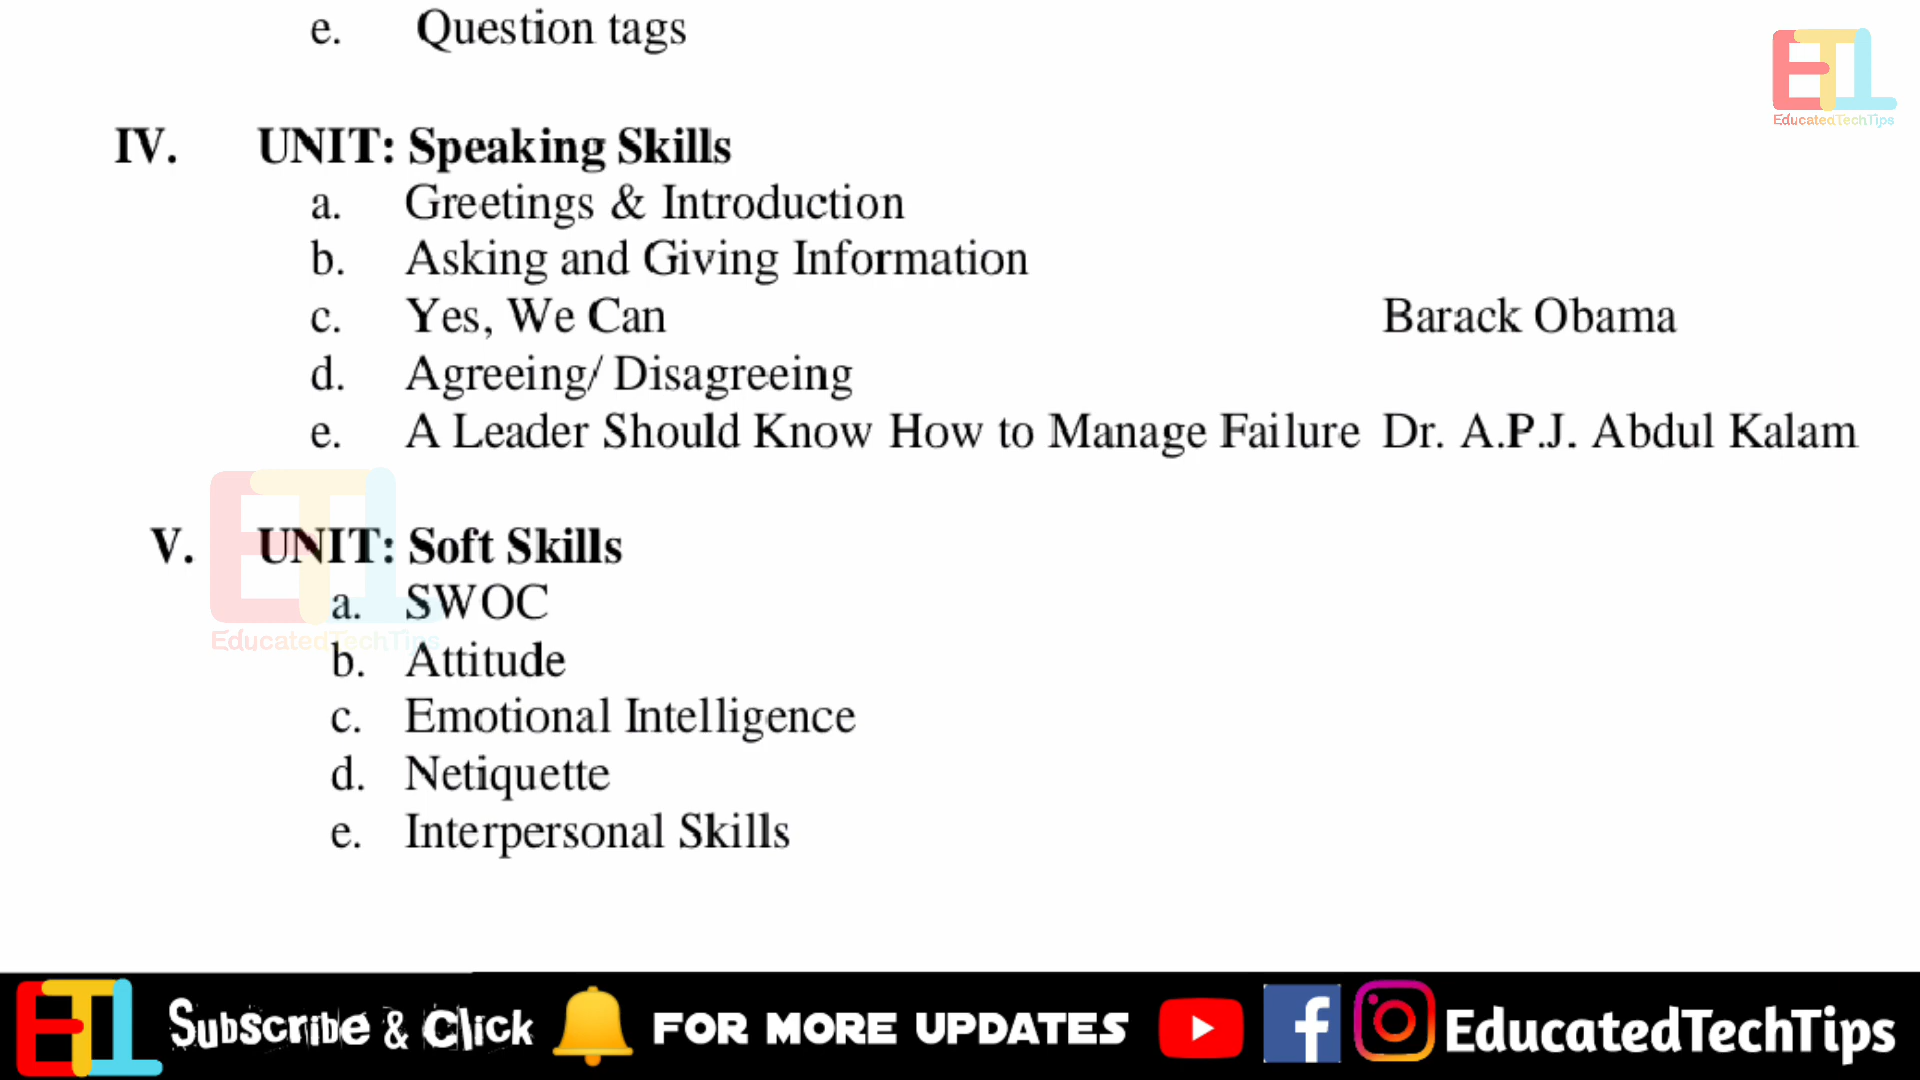 e. Question tags
EducatedTechTips
IV. UNIT: Speaking Skills
a. Greetings & Introduction
b. Asking and Giving Information
c. Yes, We Can Barack Obama
d. Agreeing/ Disagreeing
e. A Leader Should Know How to Manage Failure Dr. A.P.J. Abdul Kalam
V. UNIT: Soft Skills
a. SWOC
EducatedTechTips
b. Attitude
c. Emotional Intelligence
d. Netiquette
e. Interpersonal Skills
Subscribe & Click FOR MORE UPDATES EducatedTechTips